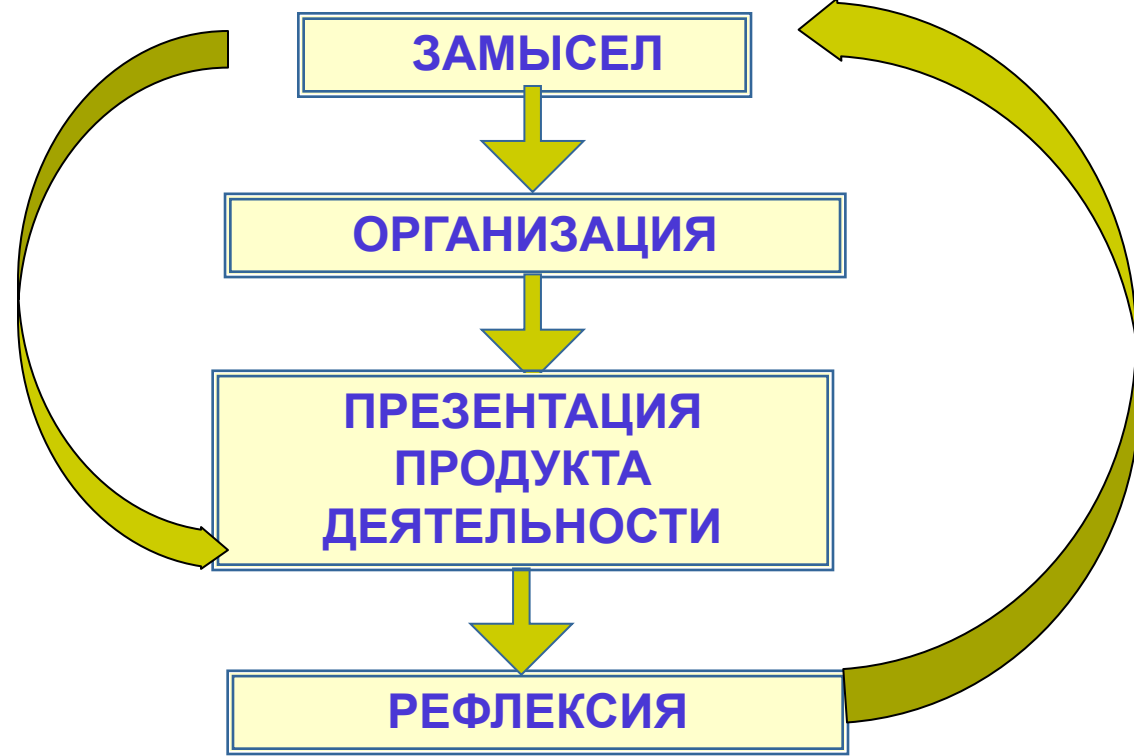 ЗАМЫСЕЛ
ОРГАНИЗАЦИЯ
ПРЕЗЕНТАЦИЯ
ПРОДУКТА
ДЕЯТЕЛЬНОСТИ
РЕФЛЕКСИЯ